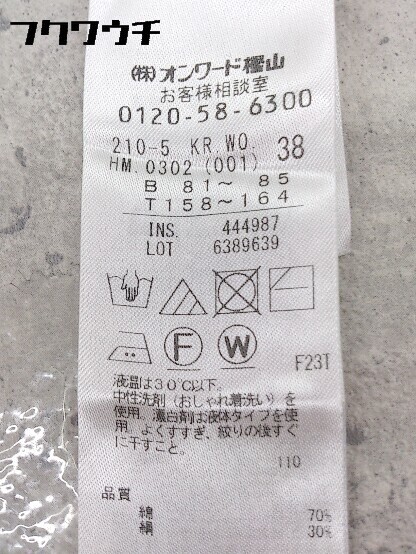 フクワウチ
(株)オンワード樫山
お客様相談室
0120-58-6300
210-5 KR.WO. 38
HM. 0302 (001)
B 81~ 85
T 158~164
INS. 444987
LOT 6389639
F W
F23T
液温は30℃以下。
中性洗剤(おしゃれ着洗い)を
使用。漂白剤は液体タイプを使
用。よくすすぎ、絞りの後すぐ
に干すこと。
110
品質
綿 70%
絹 30%